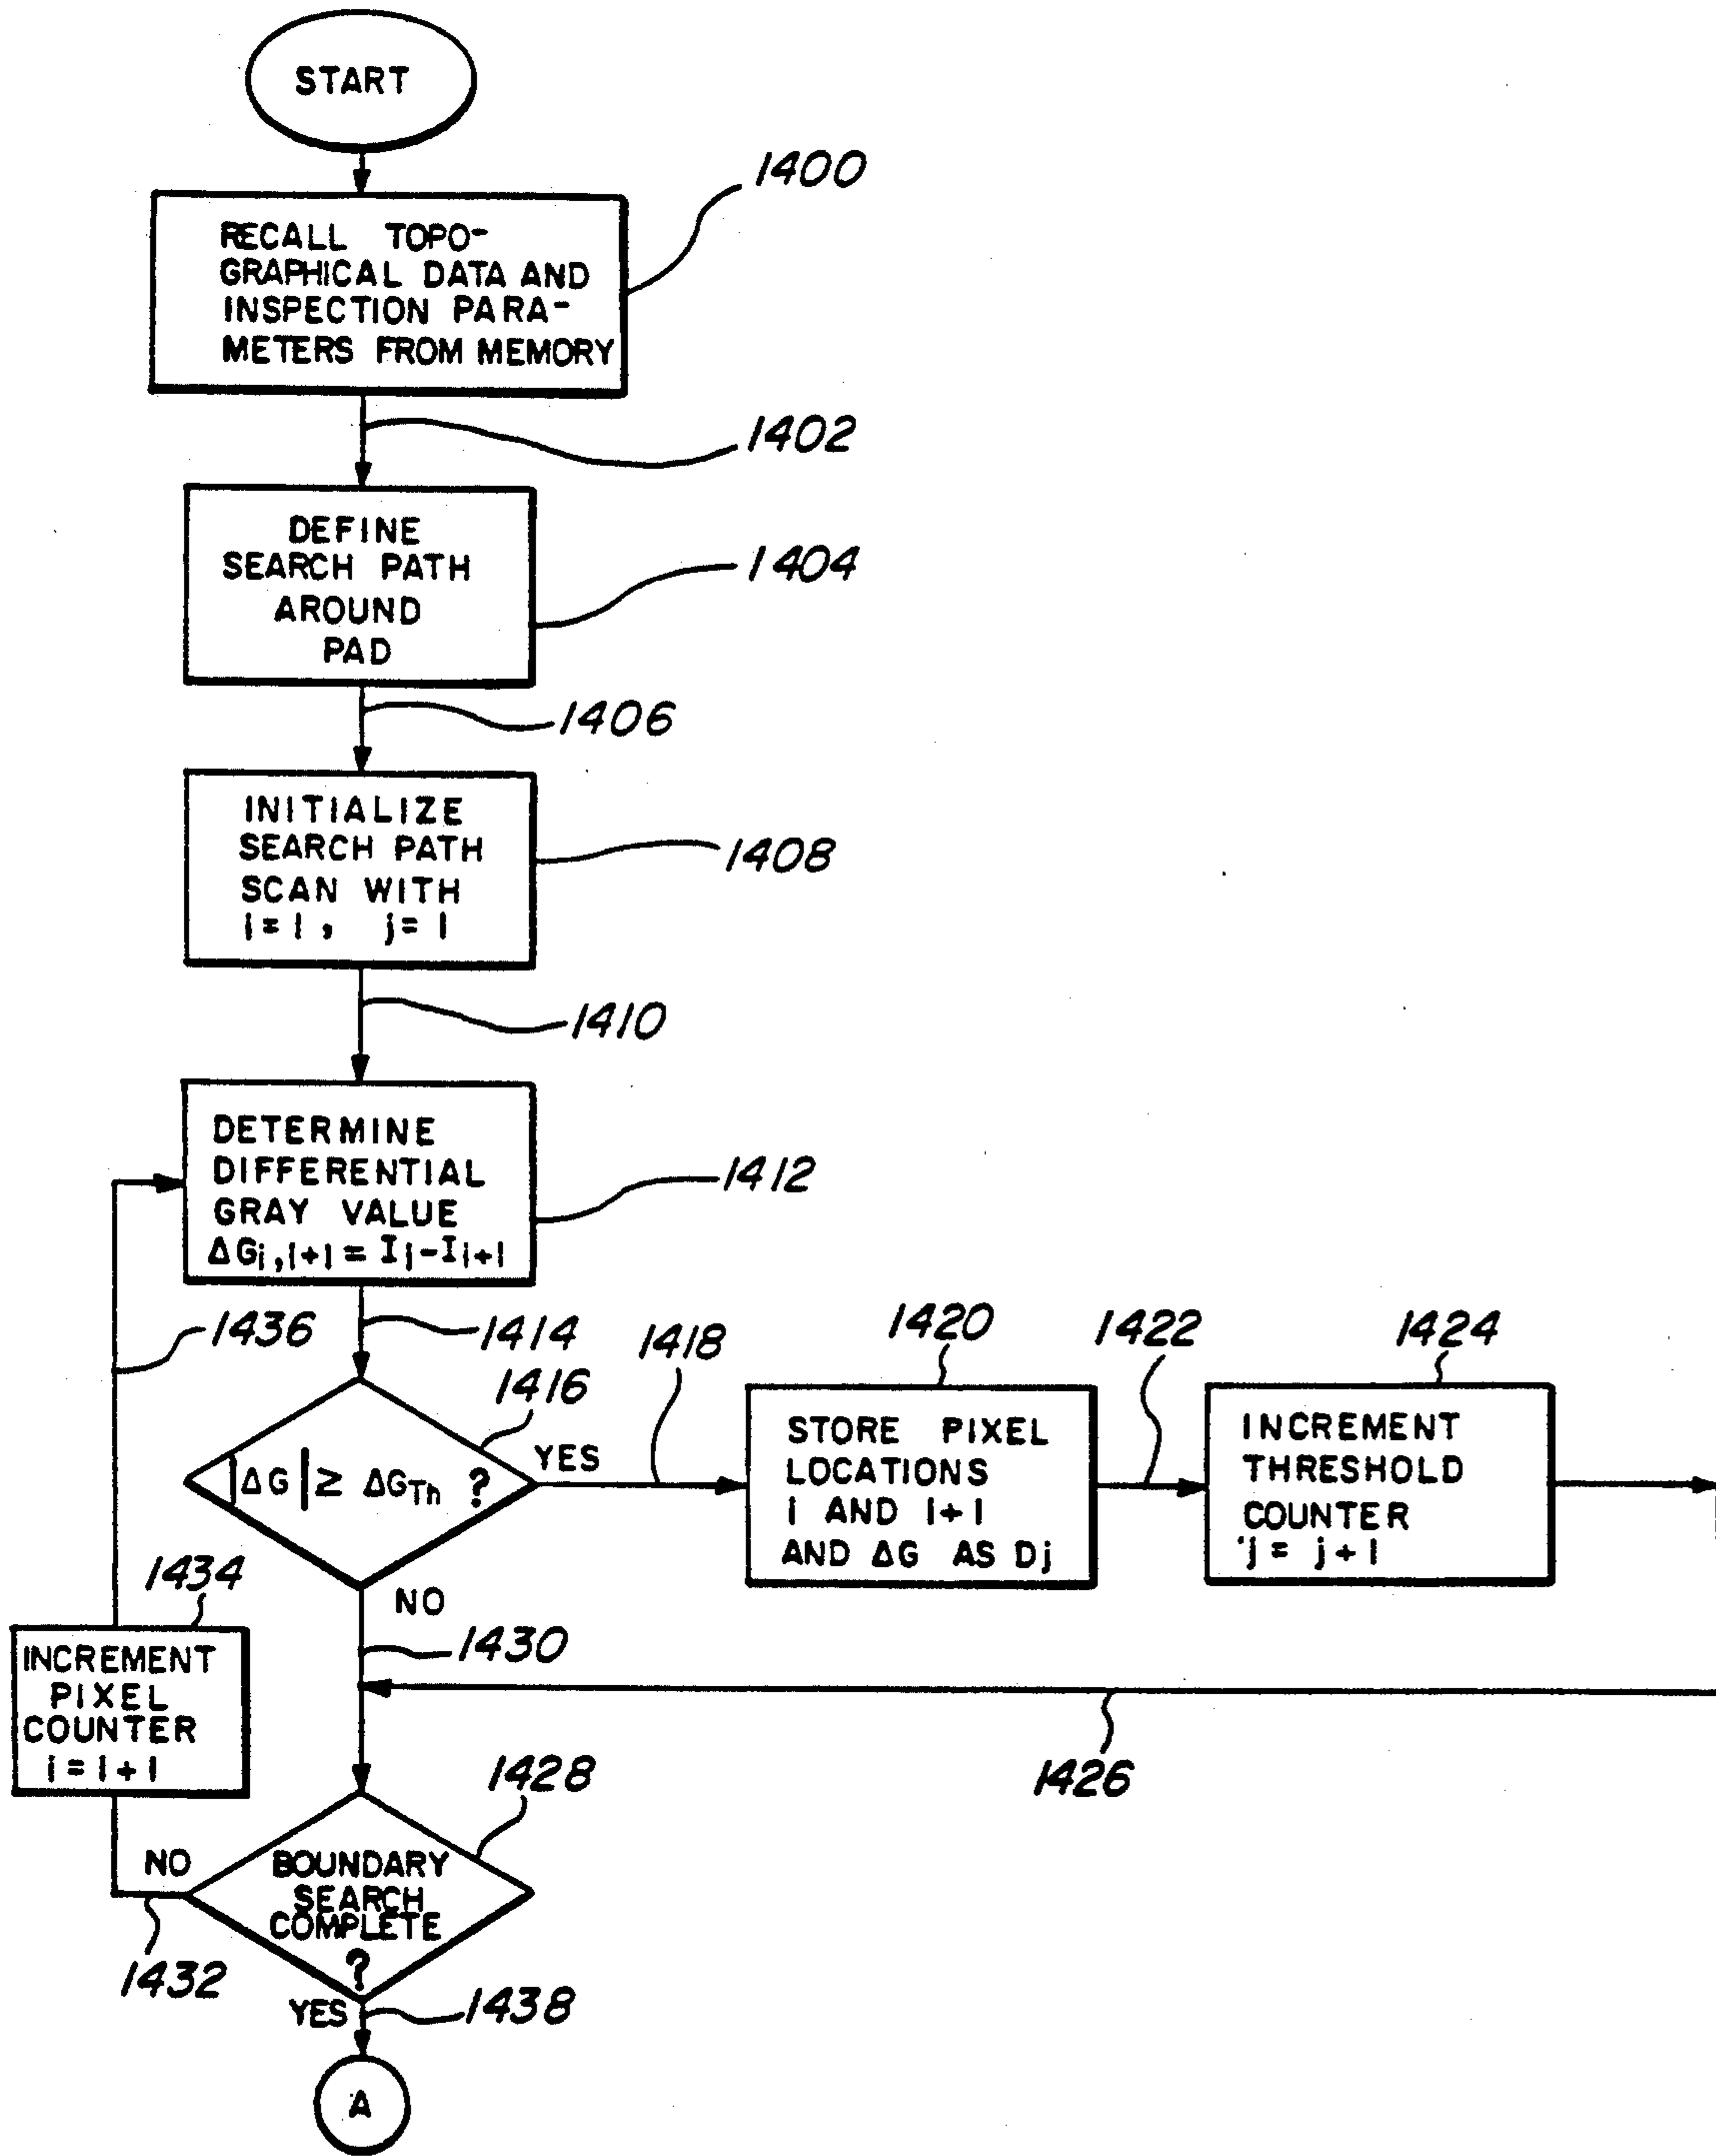 START
1400
RECALL TOPO-
GRAPHICAL DATA AND
INSPECTION PARA-
METERS FROM MEMORY
1402
DEFINE
SEARCH PATH
AROUND
PAD
1404
1406
INITIALIZE
SEARCH PATH
SCAN WITH
i = 1 , j = 1
1408
1410
DETERMINE
DIFFERENTIAL
GRAY VALUE
ΔGi,i+1 = Ii-Ii+1
1412
1436
1414
1416
1418
1420
1422
1424
|ΔG| ≥ ΔGTh ?
YES
STORE PIXEL
LOCATIONS
i AND i+1
AND ΔG AS Dj
INCREMENT
THRESHOLD
COUNTER
j = j+1
NO
1430
1434
INCREMENT
PIXEL
COUNTER
i = i+1
1426
1428
NO
BOUNDARY
SEARCH
COMPLETE
?
1432
YES
1438
A